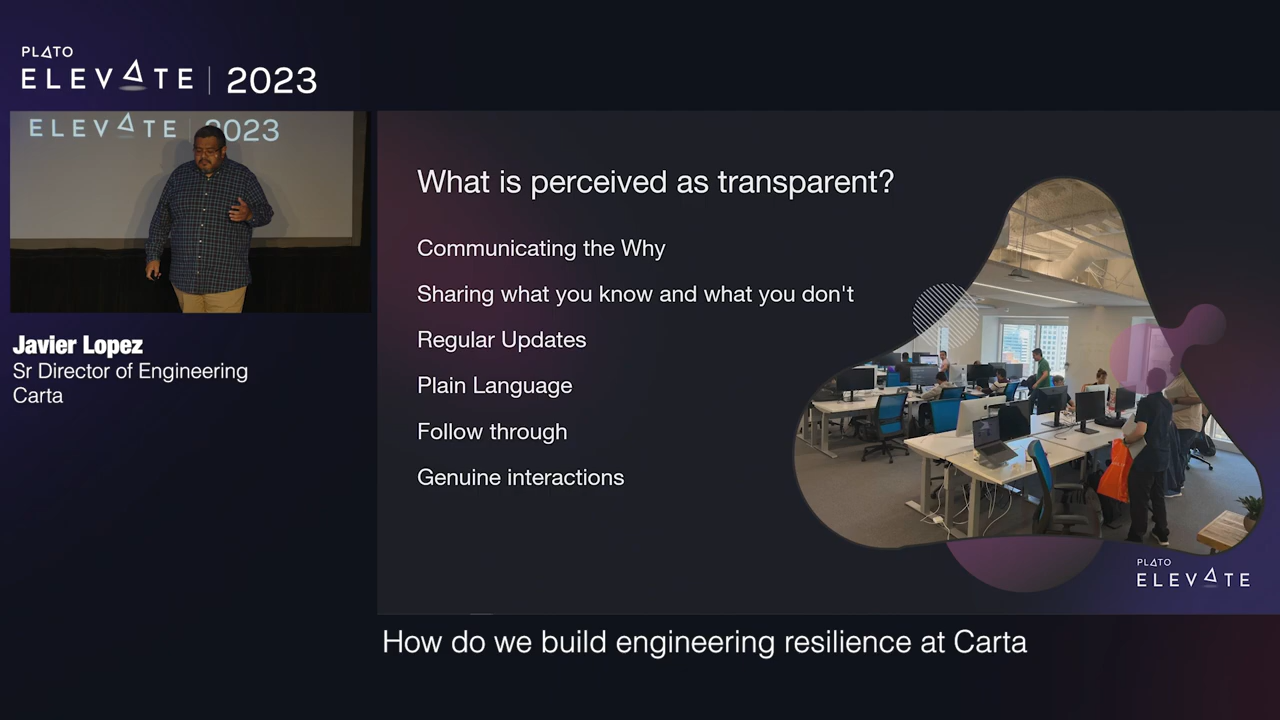 PLATO
ELEVATE | 2023
ELEVATE | 2023
Javier Lopez
Sr Director of Engineering
Carta
What is perceived as transparent?
Communicating the Why
Sharing what you know and what you don't
Regular Updates
Plain Language
Follow through
Genuine interactions
PLATO
ELEVATE
How do we build engineering resilience at Carta